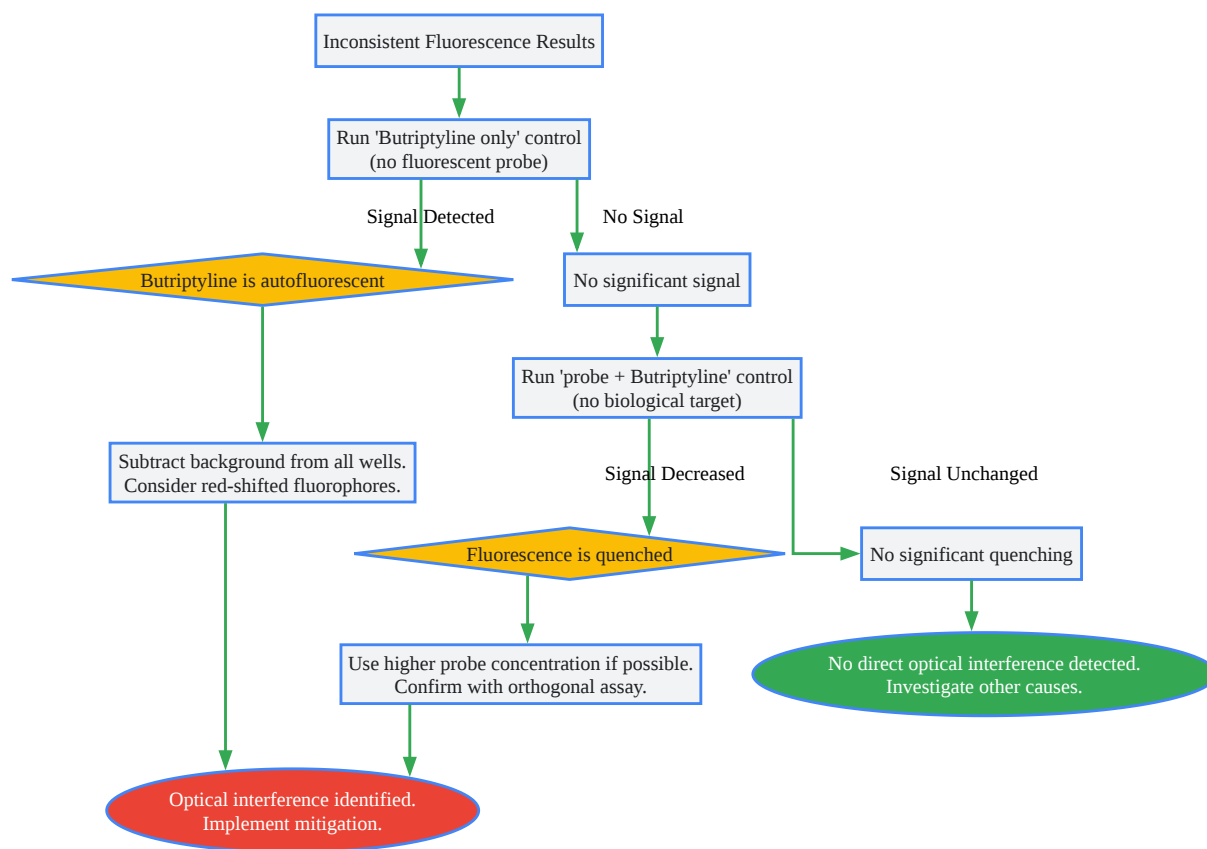 Inconsistent Fluorescence Results
Run 'Butriptyline only' control
(no fluorescent probe)
Signal Detected
No Signal
Butriptyline is autofluorescent
No significant signal
Run 'probe + Butriptyline' control
(no biological target)
Subtract background from all wells.
Consider red-shifted fluorophores.
Signal Decreased
Signal Unchanged
Fluorescence is quenched
No significant quenching
Use higher probe concentration if possible.
Confirm with orthogonal assay.
No direct optical interference detected.
Investigate other causes.
Optical interference identified.
Implement mitigation.